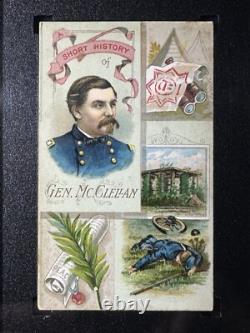 A
SHORT HISTORY
of
GEN. MCCLELLAN